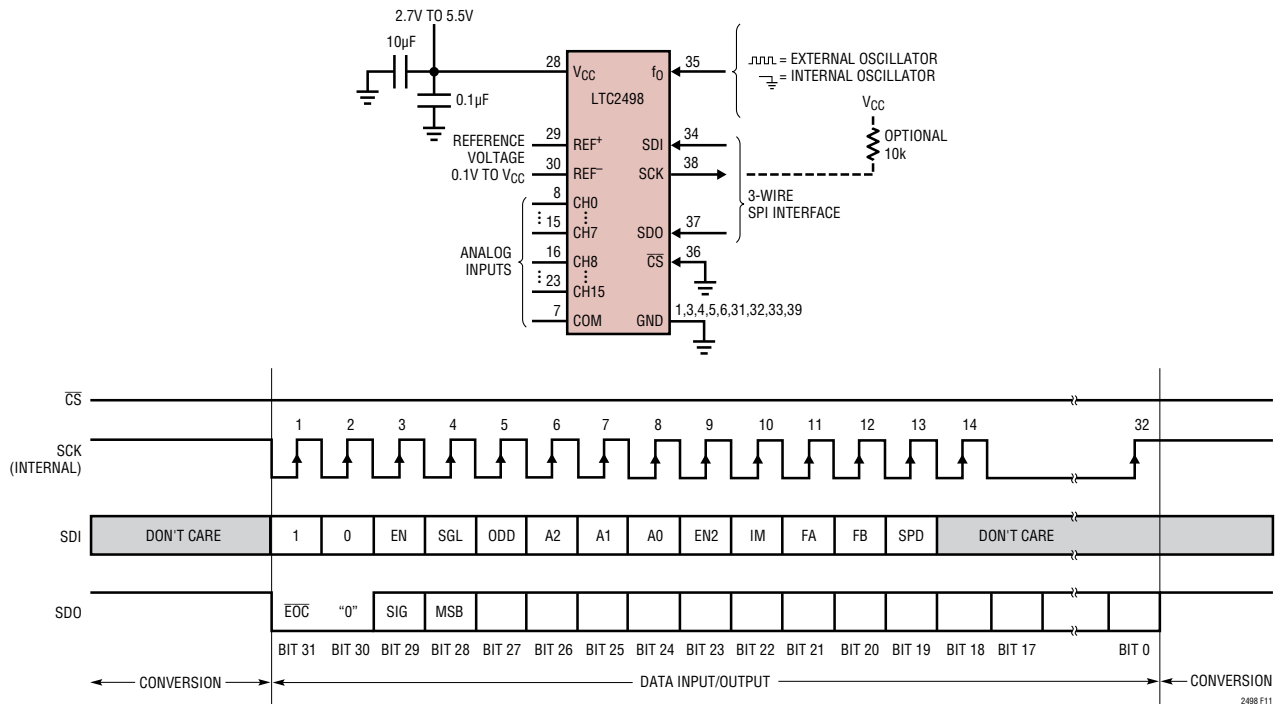 2.7V TO 5.5V
10µF
0.1µF
28
VCC
fO
35
= EXTERNAL OSCILLATOR
= INTERNAL OSCILLATOR
LTC2498
VCC
OPTIONAL
10k
REFERENCE
VOLTAGE
0.1V TO VCC
29
REF+
30
REF–
SDI
34
SCK
38
3-WIRE
SPI INTERFACE
8
CH0
15
CH7
SDO
37
ANALOG
INPUTS
16
CH8
CS
36
23
CH15
7
COM
GND
1,3,4,5,6,31,32,33,39
CS
1 2 3 4 5 6 7 8 9 10 11 12 13 14 32
SCK
(INTERNAL)
SDI
DON'T CARE 1 0 EN SGL ODD A2 A1 A0 EN2 IM FA FB SPD DON'T CARE
SDO
EOC "0" SIG MSB
BIT 31 BIT 30 BIT 29 BIT 28 BIT 27 BIT 26 BIT 25 BIT 24 BIT 23 BIT 22 BIT 21 BIT 20 BIT 19 BIT 18 BIT 17 BIT 0
CONVERSION DATA INPUT/OUTPUT CONVERSION
2498 F11